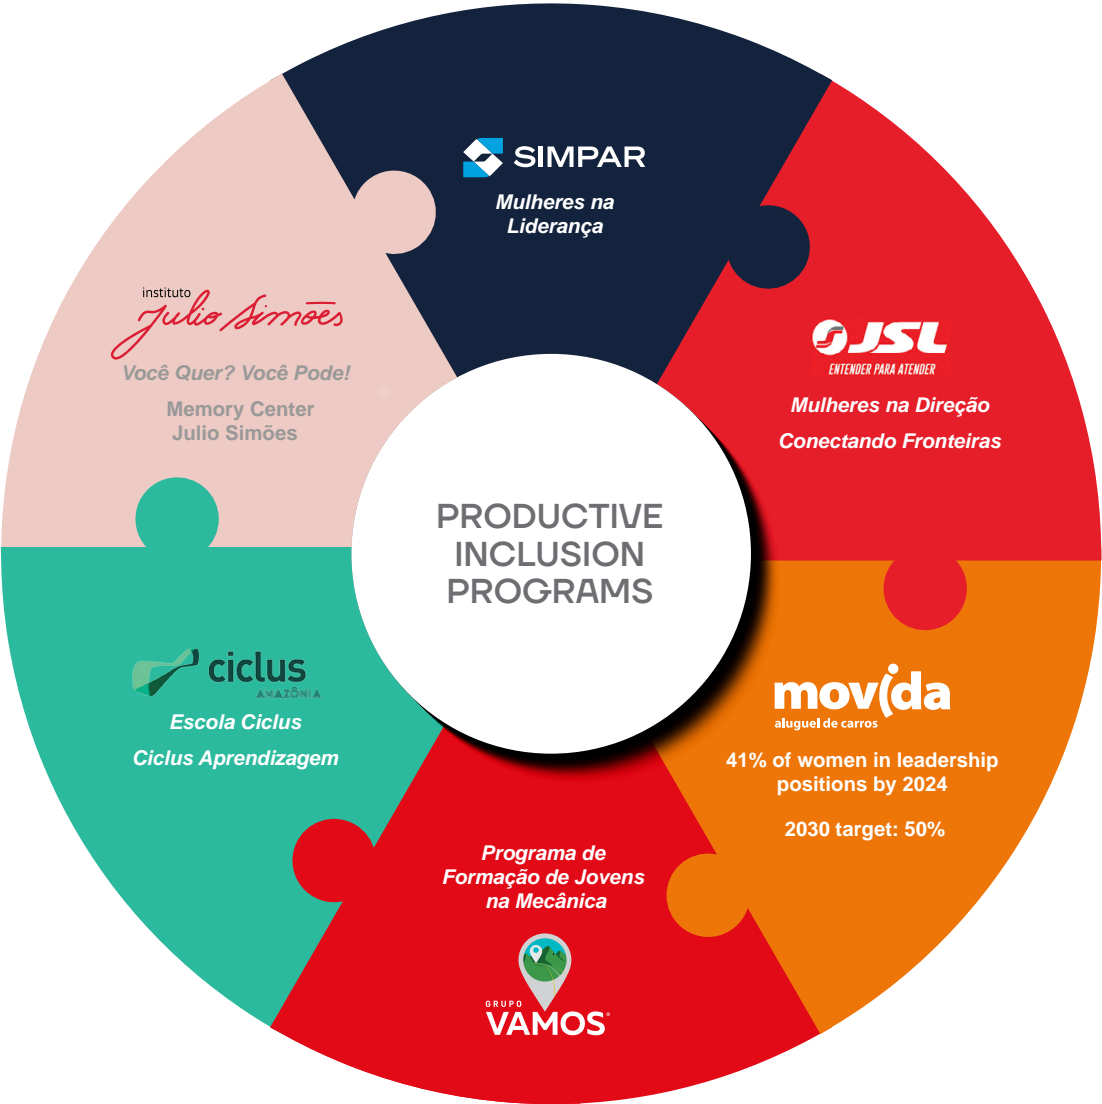 SIMPAR
Mulheres na
Liderança
JSL
ENTENDER PARA ATENDER
Mulheres na Direção
Conectando Fronteiras
movida
aluguel de carros
41% of women in leadership
positions by 2024
2030 target: 50%
Programa de
Formação de Jovens
na Mecânica
GRUPO
VAMOS
ciclus
AMAZÔNIA
Escola Ciclus
Ciclus Aprendizagem
instituto
Julio Simões
Você Quer? Você Pode!
Memory Center
Julio Simões
PRODUCTIVE
INCLUSION
PROGRAMS